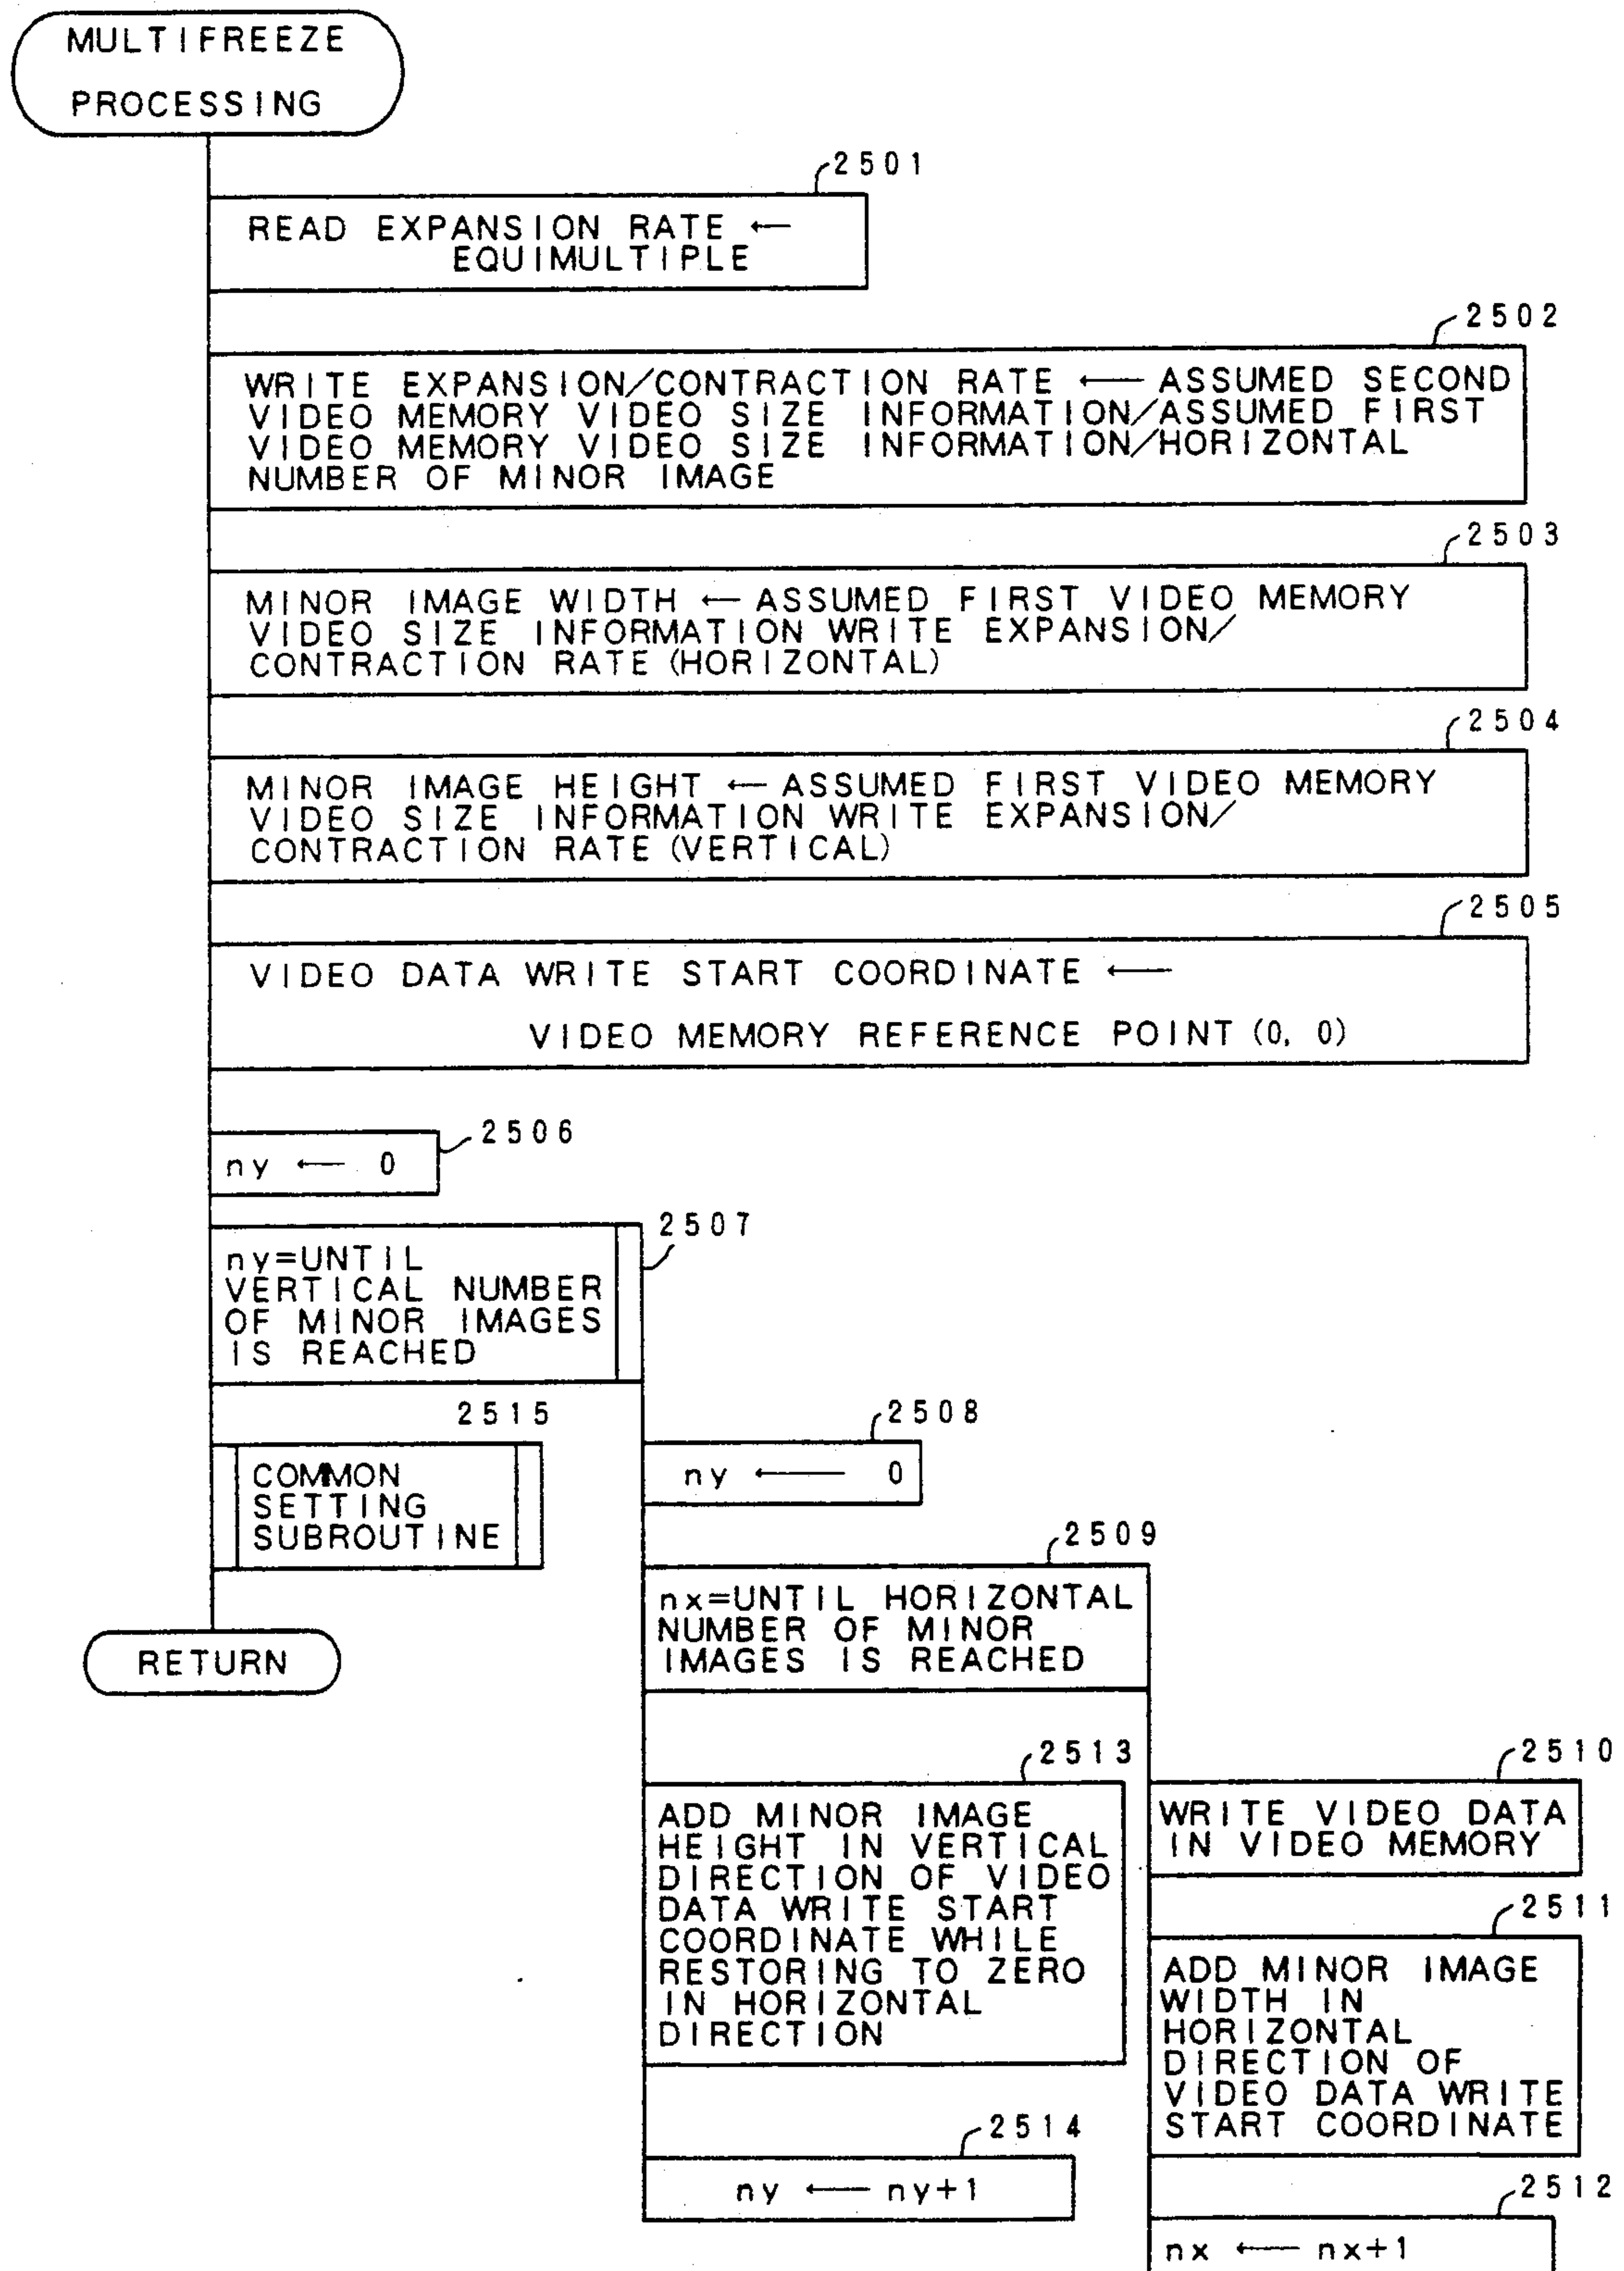 MULTIFREEZE
PROCESSING
2501
READ EXPANSION RATE ←
EQUIMULTIPLE
2502
WRITE EXPANSION/CONTRACTION RATE ← ASSUMED SECOND
VIDEO MEMORY VIDEO SIZE INFORMATION/ASSUMED FIRST
VIDEO MEMORY VIDEO SIZE INFORMATION/HORIZONTAL
NUMBER OF MINOR IMAGE
2503
MINOR IMAGE WIDTH ← ASSUMED FIRST VIDEO MEMORY
VIDEO SIZE INFORMATION WRITE EXPANSION/
CONTRACTION RATE (HORIZONTAL)
2504
MINOR IMAGE HEIGHT ← ASSUMED FIRST VIDEO MEMORY
VIDEO SIZE INFORMATION WRITE EXPANSION/
CONTRACTION RATE (VERTICAL)
2505
VIDEO DATA WRITE START COORDINATE ←
VIDEO MEMORY REFERENCE POINT (0, 0)
2506
ny ← 0
2507
ny=UNTIL
VERTICAL NUMBER
OF MINOR IMAGES
IS REACHED
2515
COMMON
SETTING
SUBROUTINE
RETURN
2508
ny ← 0
2509
nx=UNTIL HORIZONTAL
NUMBER OF MINOR
IMAGES IS REACHED
2513
ADD MINOR IMAGE
HEIGHT IN VERTICAL
DIRECTION OF VIDEO
DATA WRITE START
COORDINATE WHILE
RESTORING TO ZERO
IN HORIZONTAL
DIRECTION
2514
ny ← ny+1
2510
WRITE VIDEO DATA
IN VIDEO MEMORY
2511
ADD MINOR IMAGE
WIDTH IN
HORIZONTAL
DIRECTION OF
VIDEO DATA WRITE
START COORDINATE
2512
nx ← nx+1